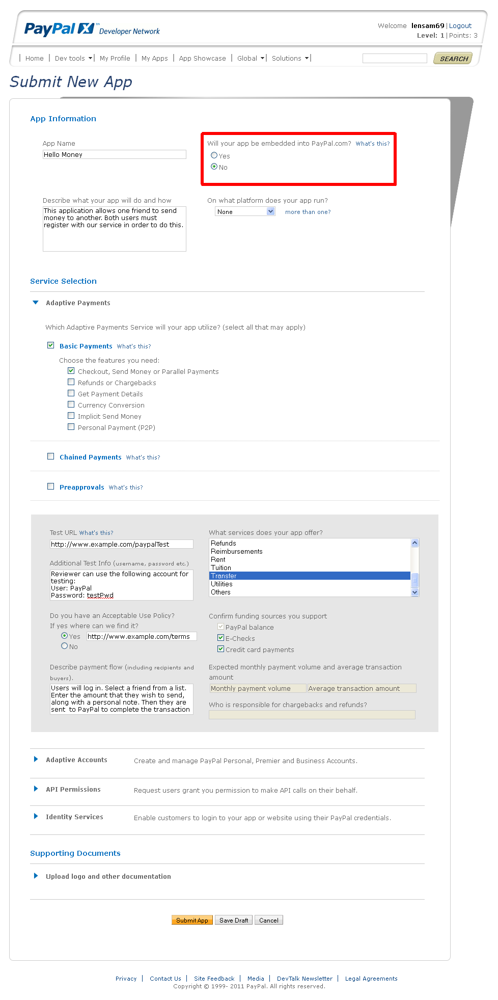 PayPal X™ Developer Network
Welcome lensam69 | Logout
Level: 1 | Points: 3
Home | Dev tools | My Profile | My Apps | App Showcase | Global | Solutions | SEARCH
Submit New App
App Information
App Name
Hello Money
Will your app be embedded into PayPal.com? What's this?
Yes
No
Describe what your app will do and how
This application allows one friend to send
money to another. Both users must
register with our service in order to do this.
On what platform does your app run?
None more than one?
Service Selection
Adaptive Payments
Which Adaptive Payments Service will your app utilize? (select all that may apply)
Basic Payments What's this?
Choose the features you need:
Checkout, Send Money or Parallel Payments
Refunds or Chargebacks
Get Payment Details
Currency Conversion
Implicit Send Money
Personal Payment (P2P)
Chained Payments What's this?
Preapprovals What's this?
Test URL What's this?
http://www.example.com/paypalTest
Additional Test Info (username, password etc.)
Reviewer can use the following account for
testing:
User: PayPal
Password: testPwd
What services does your app offer?
Refunds
Reimbursements
Rent
Tuition
Transfer
Utilities
Others
Do you have an Acceptable Use Policy?
If yes where can we find it?
Yes http://www.example.com/terms
No
Confirm funding sources you support
PayPal balance
E-Checks
Credit card payments
Describe payment flow (including recipients and
buyers).
Users will log in. Select a friend from a list.
Enter the amount that they wish to send,
along with a personal note. Then they are
sent to PayPal to complete the transaction
Expected monthly payment volume and average transaction
amount
Monthly payment volume Average transaction amount
Who is responsible for chargebacks and refunds?
Adaptive Accounts Create and manage PayPal Personal, Premier and Business Accounts.
API Permissions Request users grant you permission to make API calls on their behalf.
Identity Services Enable customers to login to your app or website using their PayPal credentials.
Supporting Documents
Upload logo and other documentation
Submit App Save Draft Cancel
Privacy | Contact Us | Site Feedback | Media | DevTalk Newsletter | Legal Agreements
Copyright © 1999- 2011 PayPal. All rights reserved.